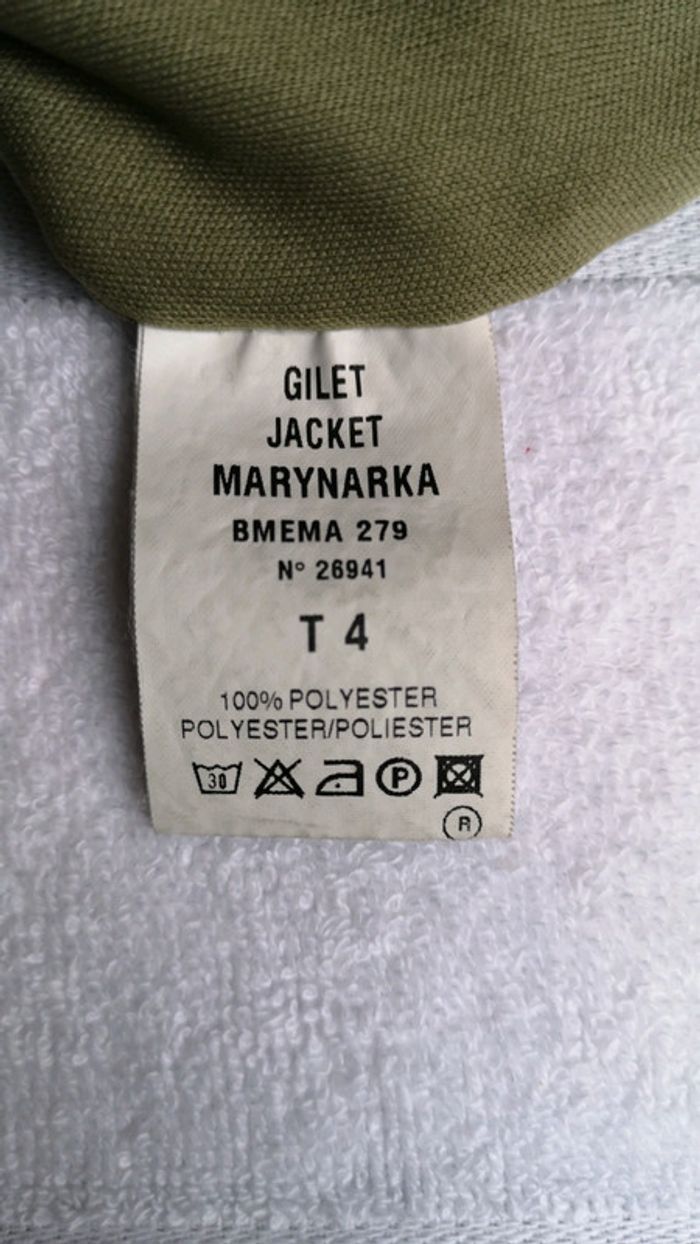 GILET
JACKET
MARYNARKA
BMEMA 279
N° 26941
T 4
100% POLYESTER
POLYESTER/POLIESTER
30 P
R